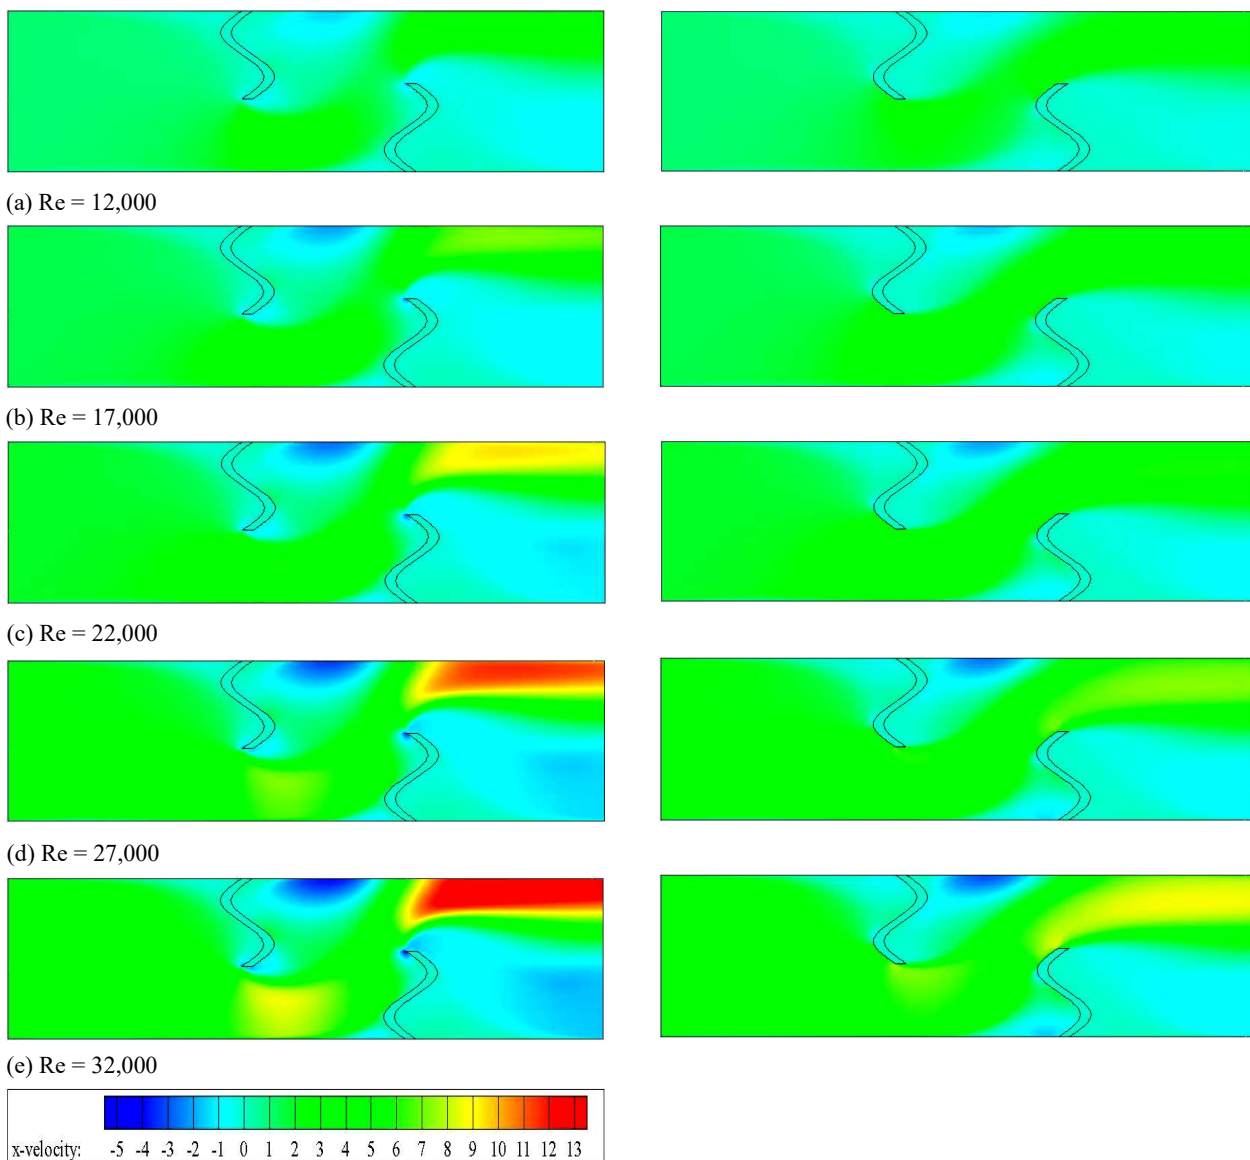 (a) Re = 12,000
(b) Re = 17,000
(c) Re = 22,000
(d) Re = 27,000
(e) Re = 32,000
x-velocity: -5 -4 -3 -2 -1 0 1 2 3 4 5 6 7 8 9 10 11 12 13